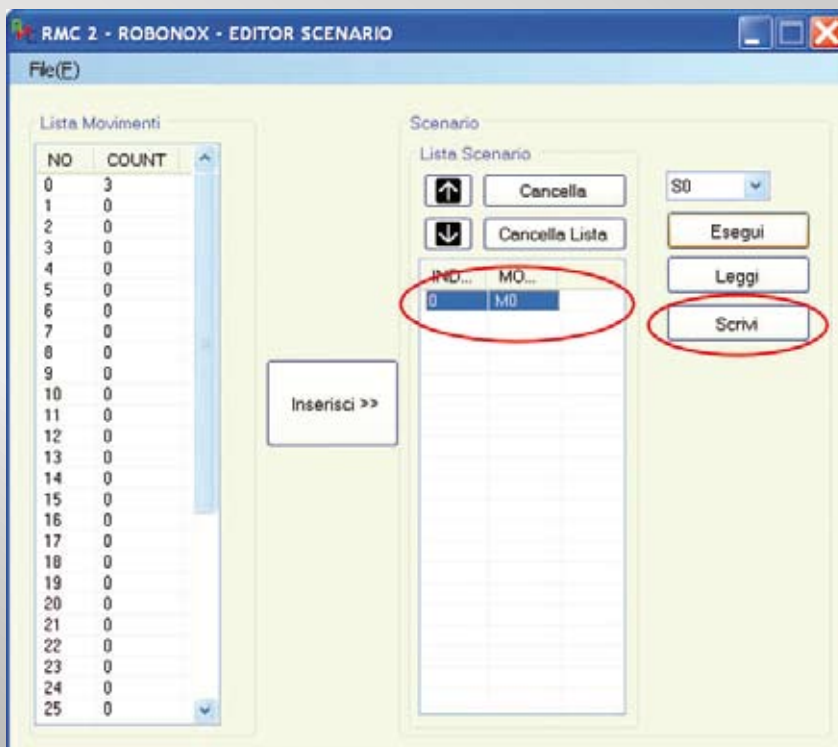 RMC 2 - ROBONOX - EDITOR SCENARIO
File(F)
Lista Movimenti
NO COUNT
0 3
1 0
2 0
3 0
4 0
5 0
6 0
7 0
8 0
9 0
10 0
11 0
12 0
13 0
14 0
15 0
16 0
17 0
18 0
19 0
20 0
21 0
22 0
23 0
24 0
25 0
Inserisci >>
Scenario
Lista Scenario
Cancella
Cancella Lista
IND... MO...
0 M0
S0
Esegui
Leggi
Scrivi